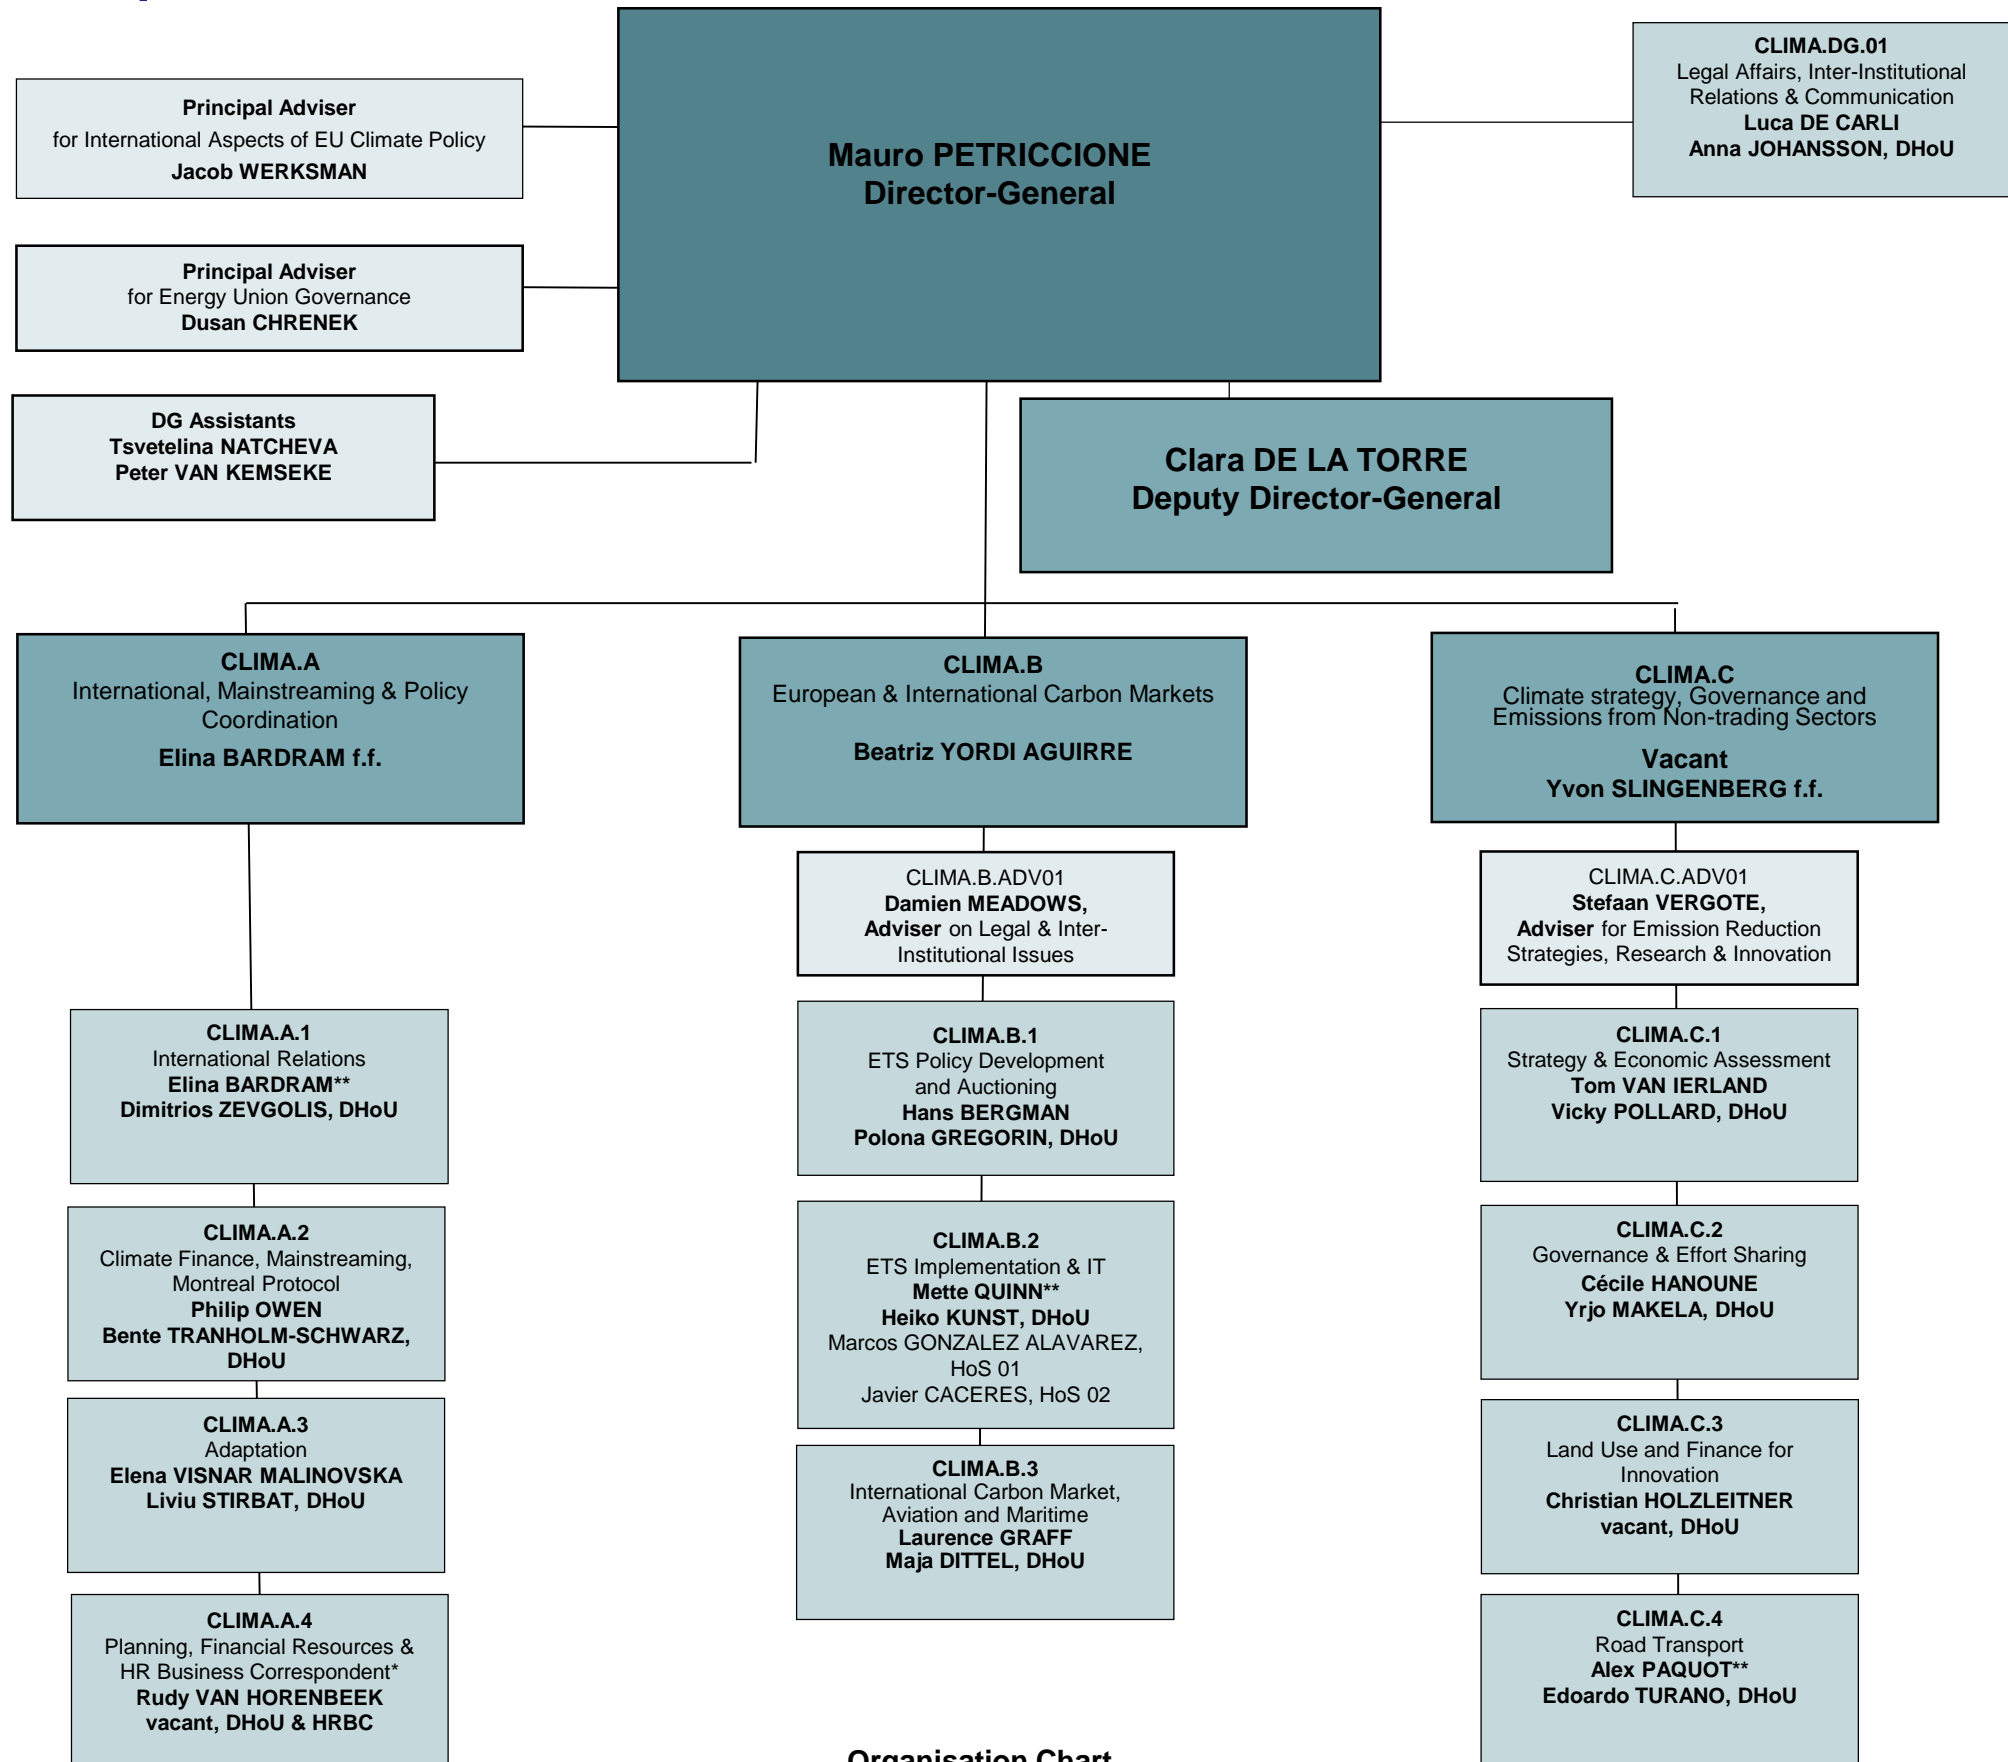 Principal Adviser
for International Aspects of EU Climate Policy
Jacob WERKSMAN
Mauro PETRICCIONE
Director-General
CLIMA.DG.01
Legal Affairs, Inter-Institutional
Relations & Communication
Luca DE CARLI
Anna JOHANSSON, DHoU
Principal Adviser
for Energy Union Governance
Dusan CHRENEK
DG Assistants
Tsvetelina NATCHEVA
Peter VAN KEMSEKE
Clara DE LA TORRE
Deputy Director-General
CLIMA.A
International, Mainstreaming & Policy
Coordination
Elina BARDRAM f.f.
CLIMA.B
European & International Carbon Markets
Beatriz YORDI AGUIRRE
CLIMA.C
Climate strategy, Governance and
Emissions from Non-trading Sectors
Vacant
Yvon SLINGENBERG f.f.
CLIMA.B.ADV01
Damien MEADOWS,
Adviser on Legal & Inter-
Institutional Issues
CLIMA.C.ADV01
Stefaan VERGOTE,
Adviser for Emission Reduction
Strategies, Research & Innovation
CLIMA.A.1
International Relations
Elina BARDRAM**
Dimitrios ZEVGOLIS, DHoU
CLIMA.B.1
ETS Policy Development
and Auctioning
Hans BERGMAN
Polona GREGORIN, DHoU
CLIMA.C.1
Strategy & Economic Assessment
Tom VAN IERLAND
Vicky POLLARD, DHoU
CLIMA.A.2
Climate Finance, Mainstreaming,
Montreal Protocol
Philip OWEN
Bente TRANHOLM-SCHWARZ,
DHoU
CLIMA.B.2
ETS Implementation & IT
Mette QUINN**
Heiko KUNST, DHoU
Marcos GONZALEZ ALAVAREZ,
HoS 01
Javier CACERES, HoS 02
CLIMA.C.2
Governance & Effort Sharing
Cécile HANOUNE
Yrjo MAKELA, DHoU
CLIMA.A.3
Adaptation
Elena VISNAR MALINOVSKA
Liviu STIRBAT, DHoU
CLIMA.B.3
International Carbon Market,
Aviation and Maritime
Laurence GRAFF
Maja DITTEL, DHoU
CLIMA.C.3
Land Use and Finance for
Innovation
Christian HOLZLEITNER
vacant, DHoU
CLIMA.A.4
Planning, Financial Resources &
HR Business Correspondent*
Rudy VAN HORENBEEK
vacant, DHoU & HRBC
CLIMA.C.4
Road Transport
Alex PAQUOT**
Edoardo TURANO, DHoU
Organisation Chart